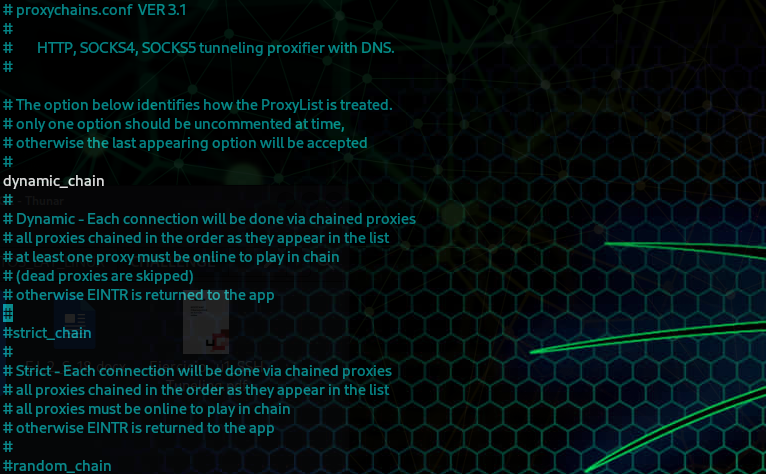 # proxychains.conf  VER 3.1
#
#        HTTP, SOCKS4, SOCKS5 tunneling proxifier with DNS.
#
# The option below identifies how the ProxyList is treated.
# only one option should be uncommented at time,
# otherwise the last appearing option will be accepted
#
dynamic_chain
#
- Thunar
# Dynamic - Each connection will be done via chained proxies
# all proxies chained in the order as they appear in the list
# at least one proxy must be online to play in chain
# (dead proxies are skipped)
# otherwise EINTR is returned to the app
#
#strict_chain
#
# Strict - Each connection will be done via chained proxies
# all proxies chained in the order as they appear in the list
# all proxies must be online to play in chain
# otherwise EINTR is returned to the app
#
#random_chain